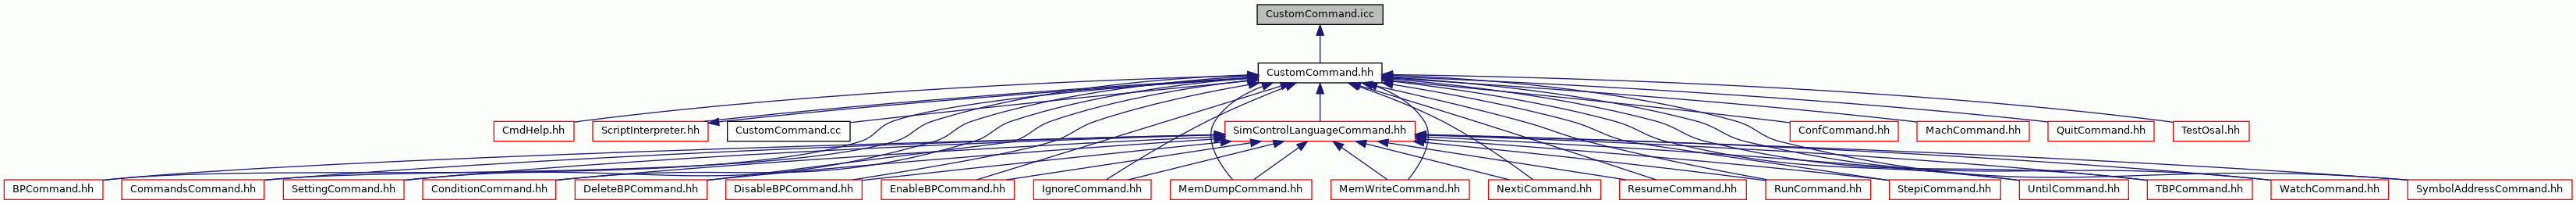 CustomCommand.icc
CustomCommand.hh
CmdHelp.hh
ScriptInterpreter.hh
CustomCommand.cc
SimControlLanguageCommand.hh
ConfCommand.hh
MachCommand.hh
QuitCommand.hh
TestOsal.hh
BPCommand.hh
CommandsCommand.hh
SettingCommand.hh
ConditionCommand.hh
DeleteBPCommand.hh
DisableBPCommand.hh
EnableBPCommand.hh
IgnoreCommand.hh
MemDumpCommand.hh
MemWriteCommand.hh
NextiCommand.hh
ResumeCommand.hh
RunCommand.hh
StepiCommand.hh
UntilCommand.hh
TBPCommand.hh
WatchCommand.hh
SymbolAddressCommand.hh